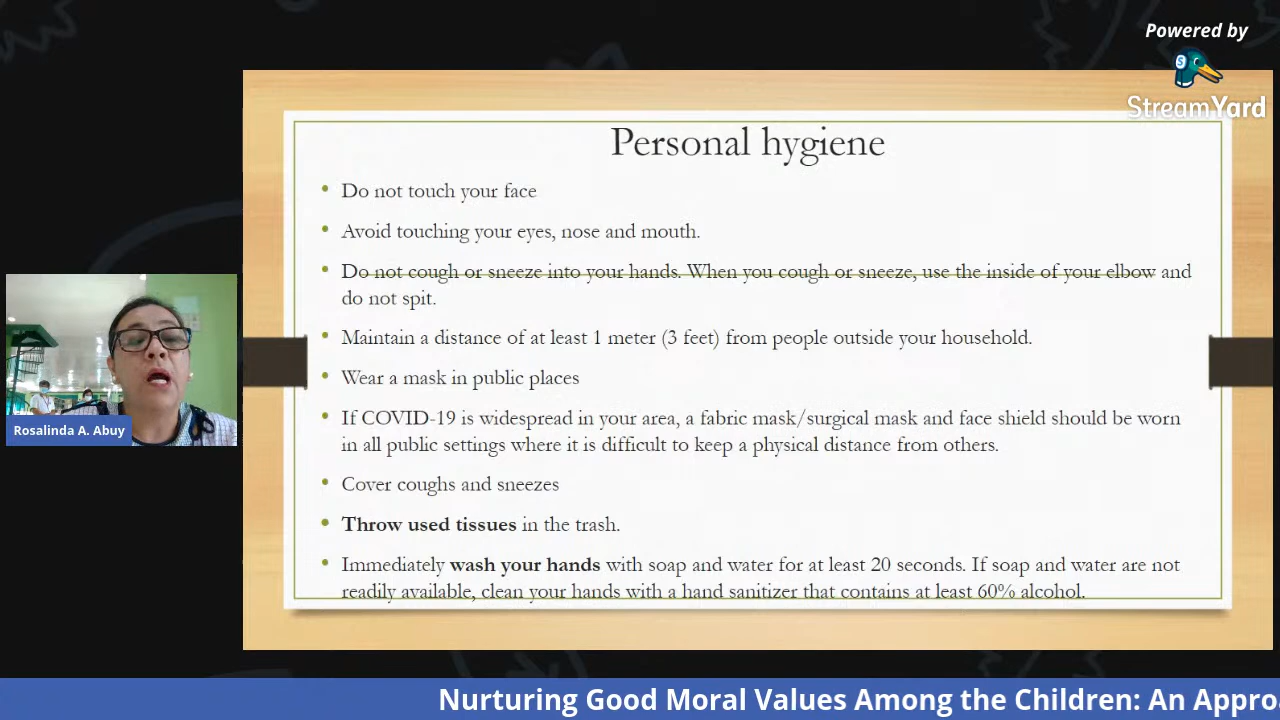 Powered by
StreamYard
Personal hygiene
• Do not touch your face
• Avoid touching your eyes, nose and mouth.
• Do not cough or sneeze into your hands. When you cough or sneeze, use the inside of your elbow and
do not spit.
• Maintain a distance of at least 1 meter (3 feet) from people outside your household.
• Wear a mask in public places
• If COVID-19 is widespread in your area, a fabric mask/surgical mask and face shield should be worn
in all public settings where it is difficult to keep a physical distance from others.
• Cover coughs and sneezes
• Throw used tissues in the trash.
• Immediately wash your hands with soap and water for at least 20 seconds. If soap and water are not
readily available, clean your hands with a hand sanitizer that contains at least 60% alcohol.
Rosalinda A. Abuy
Nurturing Good Moral Values Among the Children: An Appro